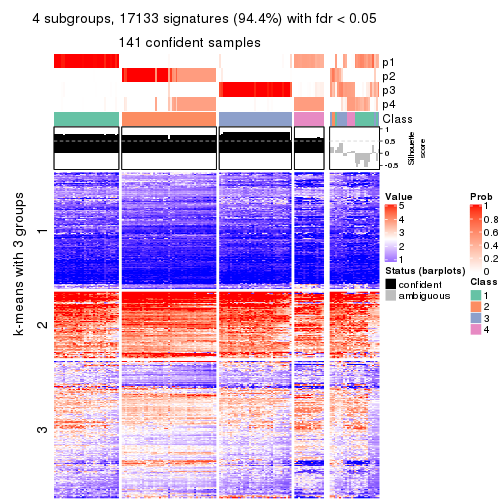 4 subgroups, 17133 signatures (94.4%) with fdr < 0.05
141 confident samples
p1
p2
p3
p4
Class
1
0.5
0
-0.5
Silhouette
score
k-means with 3 groups
1
2
3
Value
5
4
3
2
1
Status (barplots)
confident
ambiguous
Prob
1
0.8
0.6
0.4
0.2
0
Class
1
2
3
4